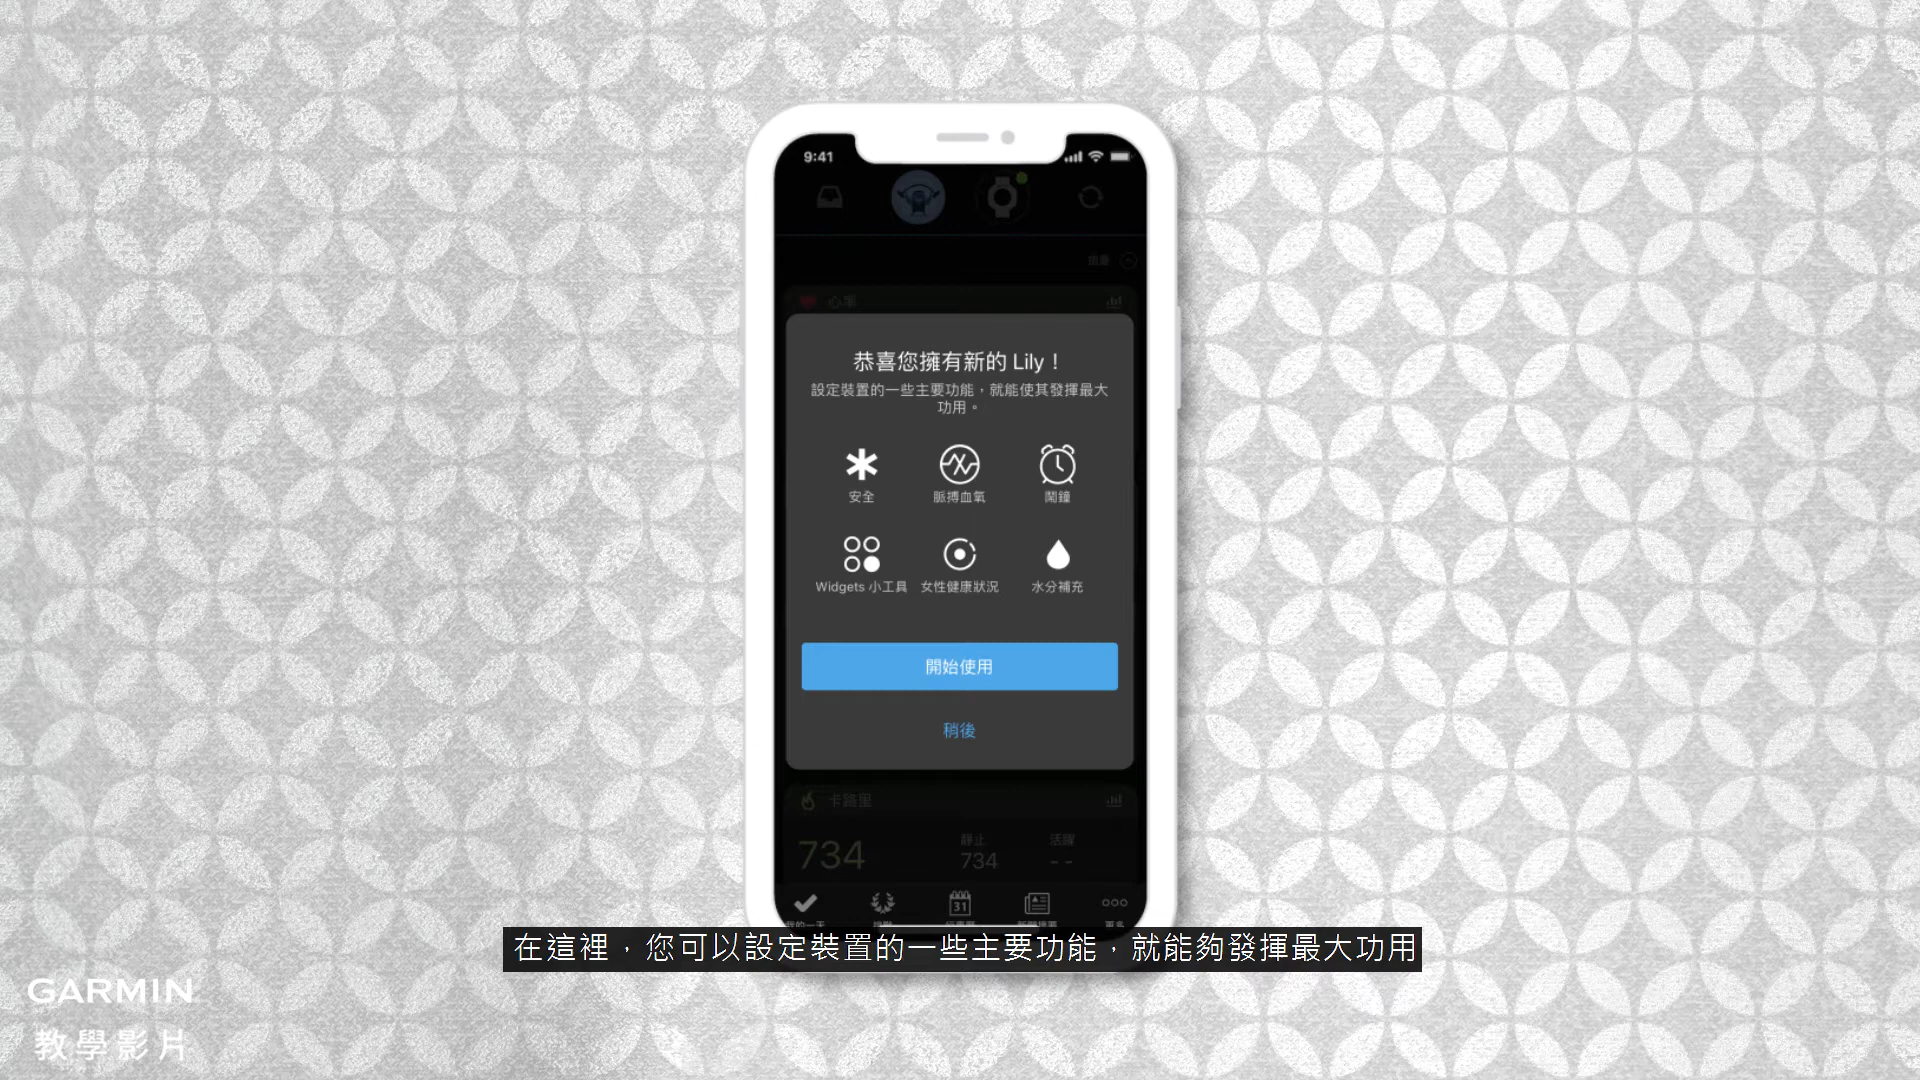 9:41
心率
恭喜您擁有新的 Lily！
設定裝置的一些主要功能，就能使其發揮最大
功用。
安全
脈搏血氧
鬧鐘
Widgets 小工具
女性健康狀況
水分補充
開始使用
稍後
卡路里
靜止
活躍
734
734
--
31
更多
在這裡，您可以設定裝置的一些主要功能，就能夠發揮最大功用
GARMIN
教學影片